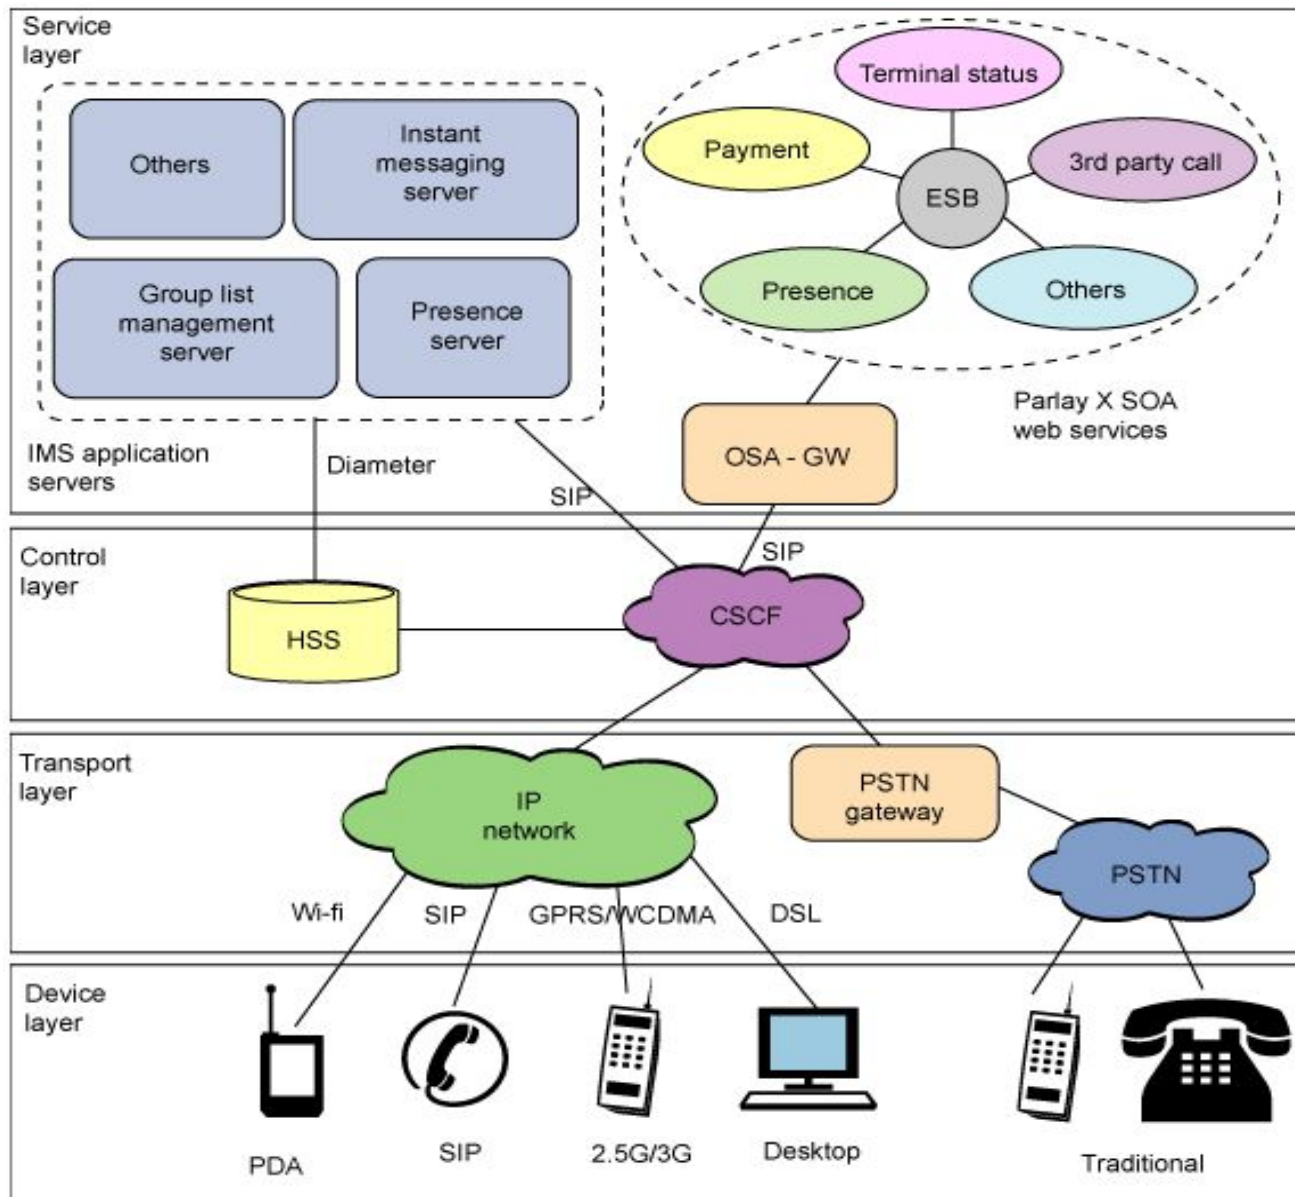 Service
layer
Others
Instant
messaging
server
Group list
management
server
Presence
server
IMS application
servers
Diameter
SIP
Terminal status
Payment
3rd party call
ESB
Presence
Others
Parlay X SOA
web services
OSA - GW
Control
layer
SIP
HSS
CSCF
Transport
layer
IP
network
PSTN
gateway
PSTN
Wi-fi
SIP
GPRS/WCDMA
DSL
Device
layer
PDA
SIP
2.5G/3G
Desktop
Traditional